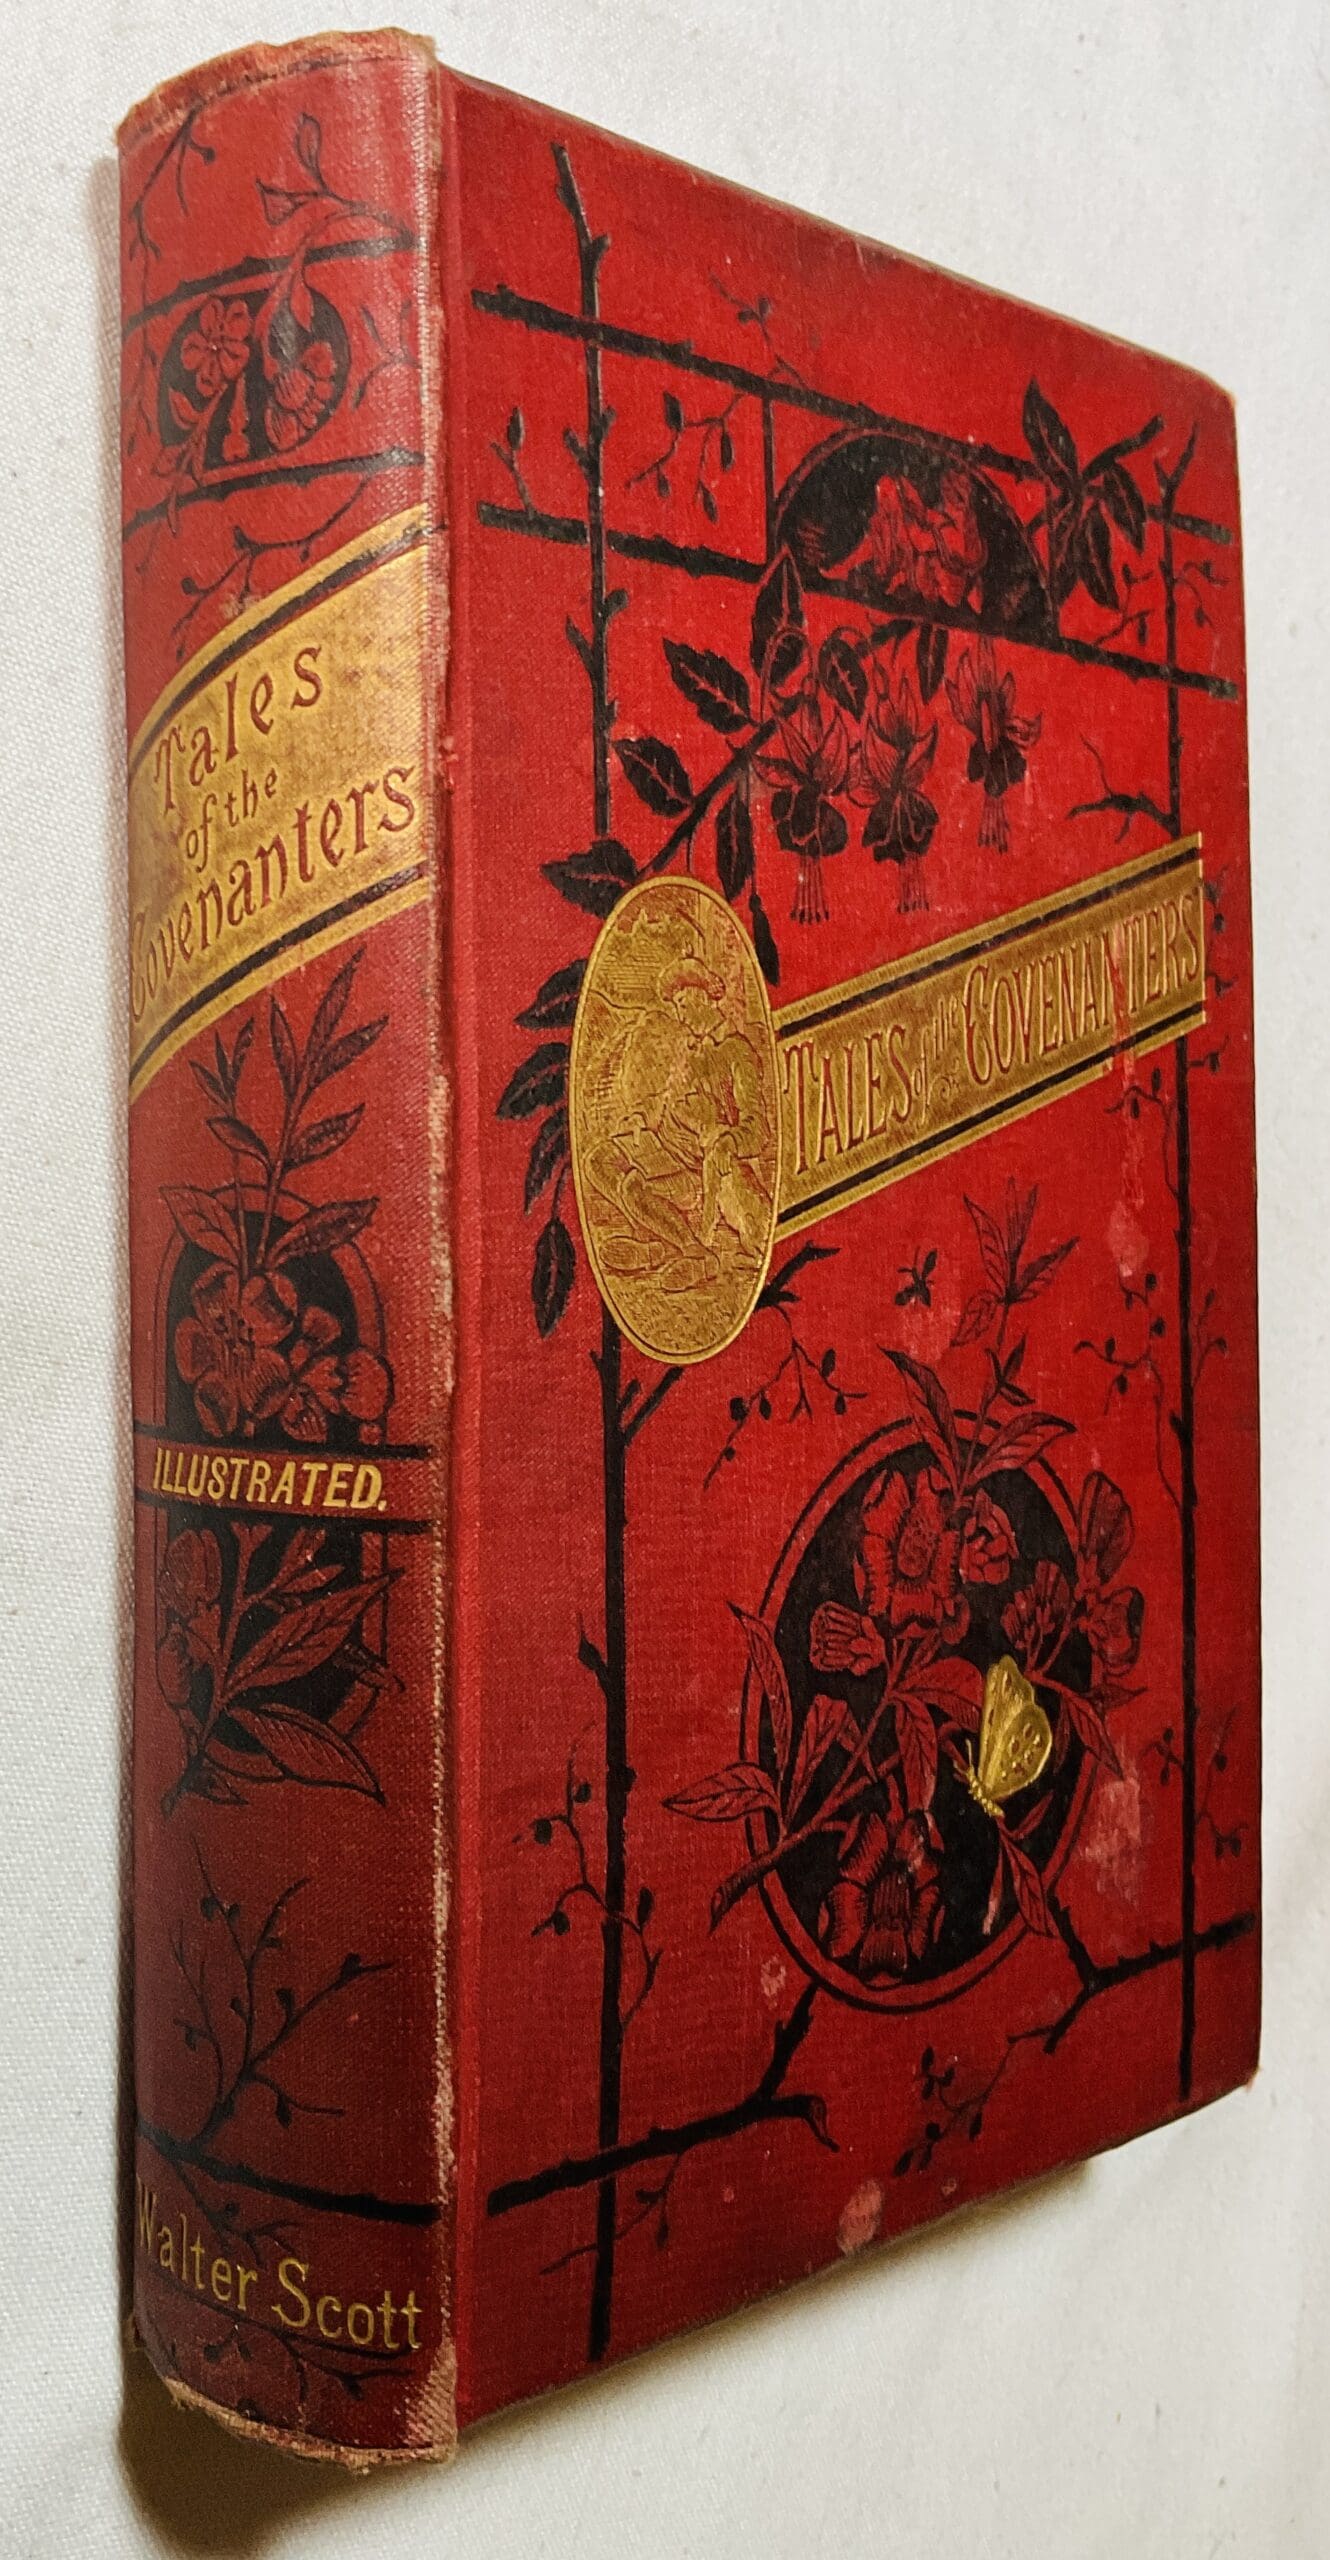 Tales
of the
Covenanters
ILLUSTRATED.
Walter Scott
TALES of the COVENANTERS